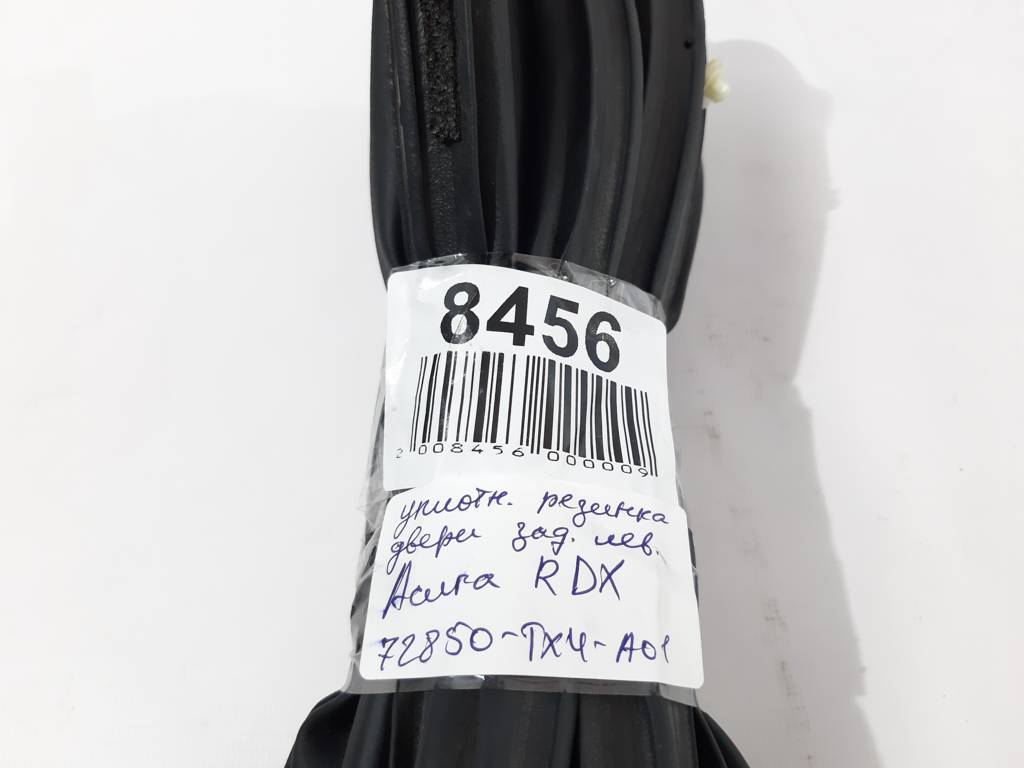 8456
2 008456 000009
уплотн. резинка
двери зад. лев.
Acura RDX
72850-TX4-A01